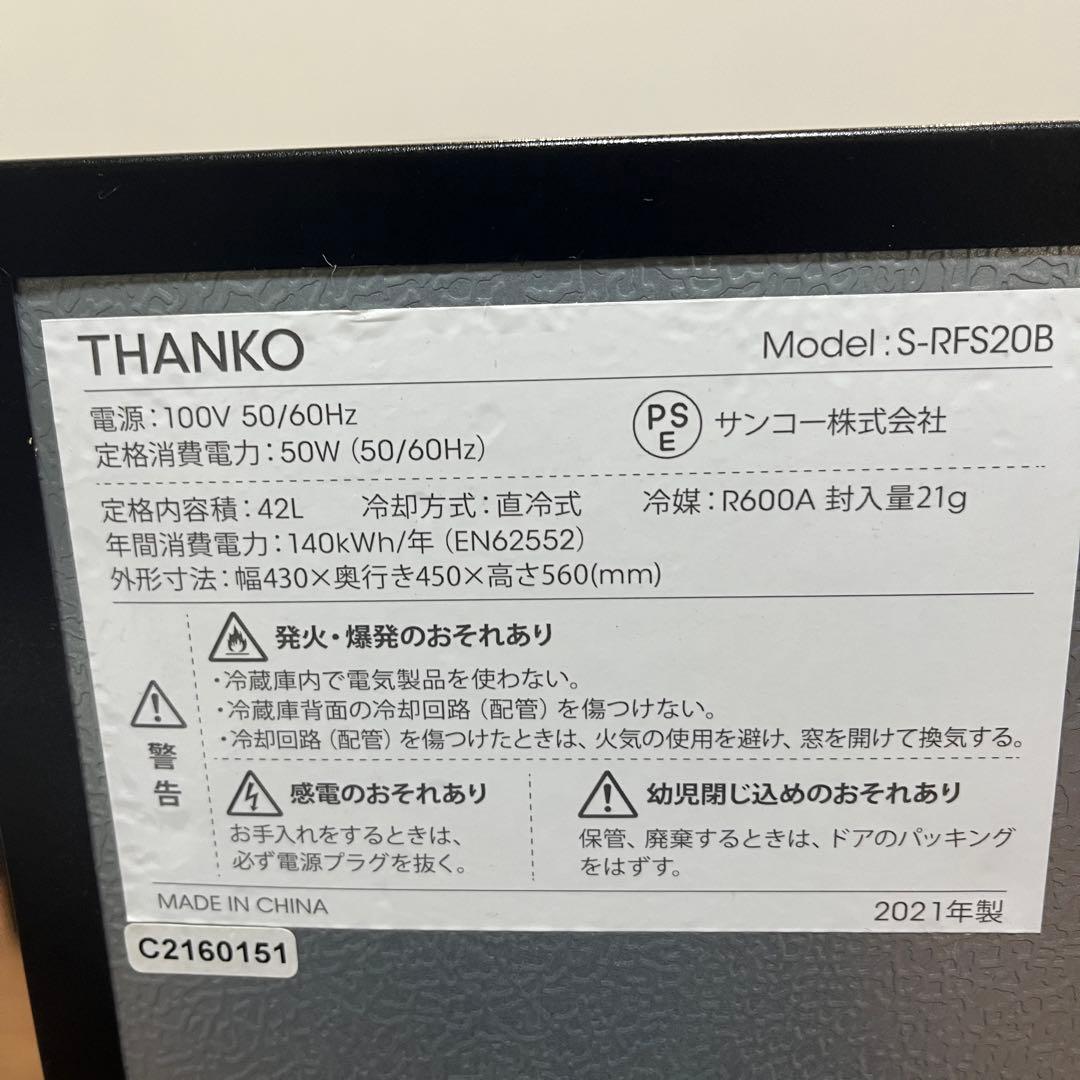 THANKO
Model : S-RFS20B
電源：100V 50/60Hz
定格消費電力：50W（50/60Hz）
PS
E
サンコー株式会社
定格内容積：42L 冷却方式：直冷式 冷媒：R600A 封入量21g
年間消費電力：140kWh/年（EN62552）
外形寸法：幅430×奥行き450×高さ560(mm)
警告
発火・爆発のおそれあり
・冷蔵庫内で電気製品を使わない。
・冷蔵庫背面の冷却回路（配管）を傷つけない。
・冷却回路（配管）を傷つけたときは、火気の使用を避け、窓を開けて換気する。
感電のおそれあり
お手入れをするときは、
必ず電源プラグを抜く。
幼児閉じ込めのおそれあり
保管、廃棄するときは、ドアのパッキング
をはずす。
MADE IN CHINA
2021年製
C2160151